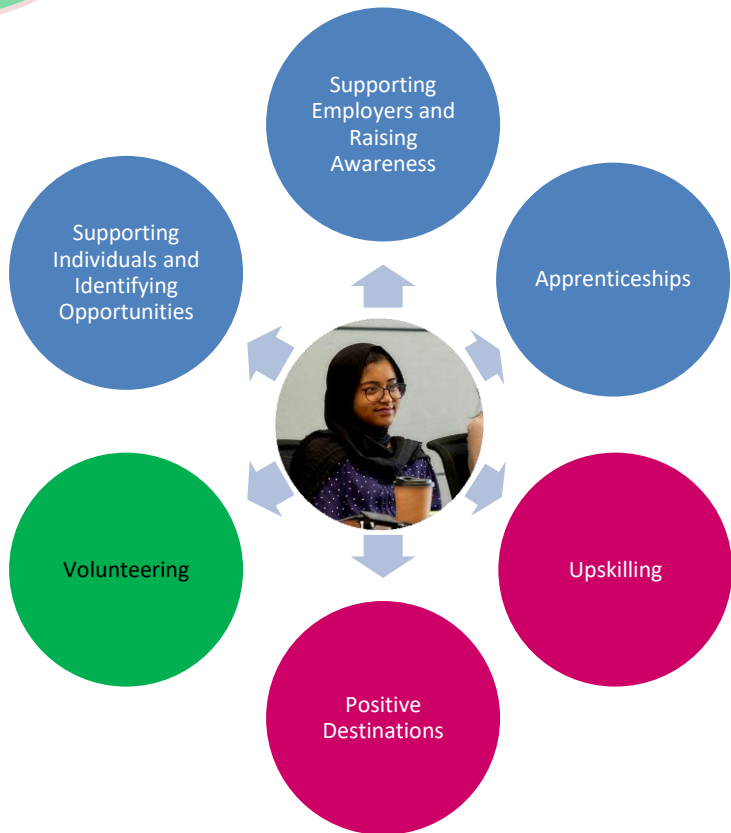 Supporting
Employers and
Raising
Awareness
Supporting
Individuals and
Identifying
Opportunities
Apprenticeships
Volunteering
Upskilling
Positive
Destinations